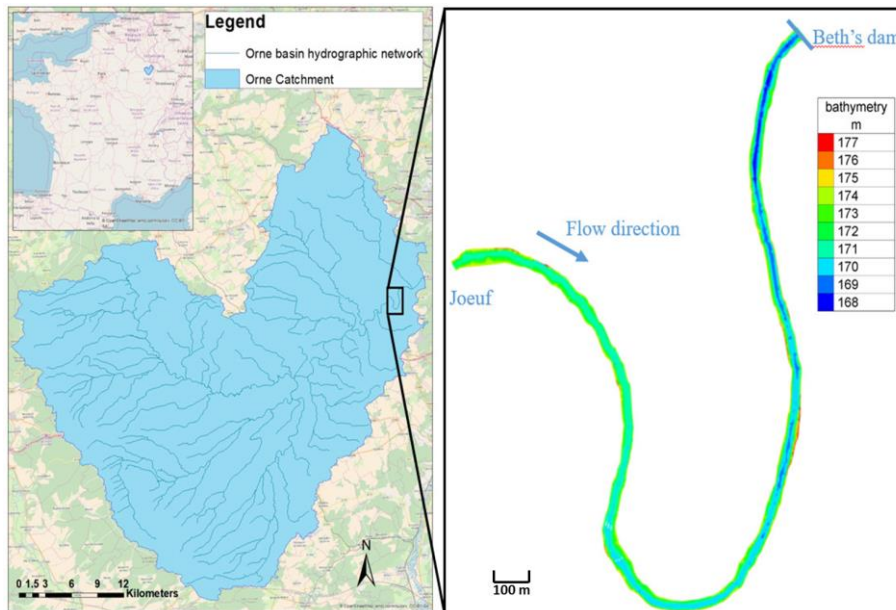 Legend
Orne basin hydrographic network
Orne Catchment
N
0 1.5 3 6 9 12
Kilometers
Beth's dam
bathymetry
m
177
176
175
174
173
172
171
170
169
168
Flow direction
Joeuf
100 m